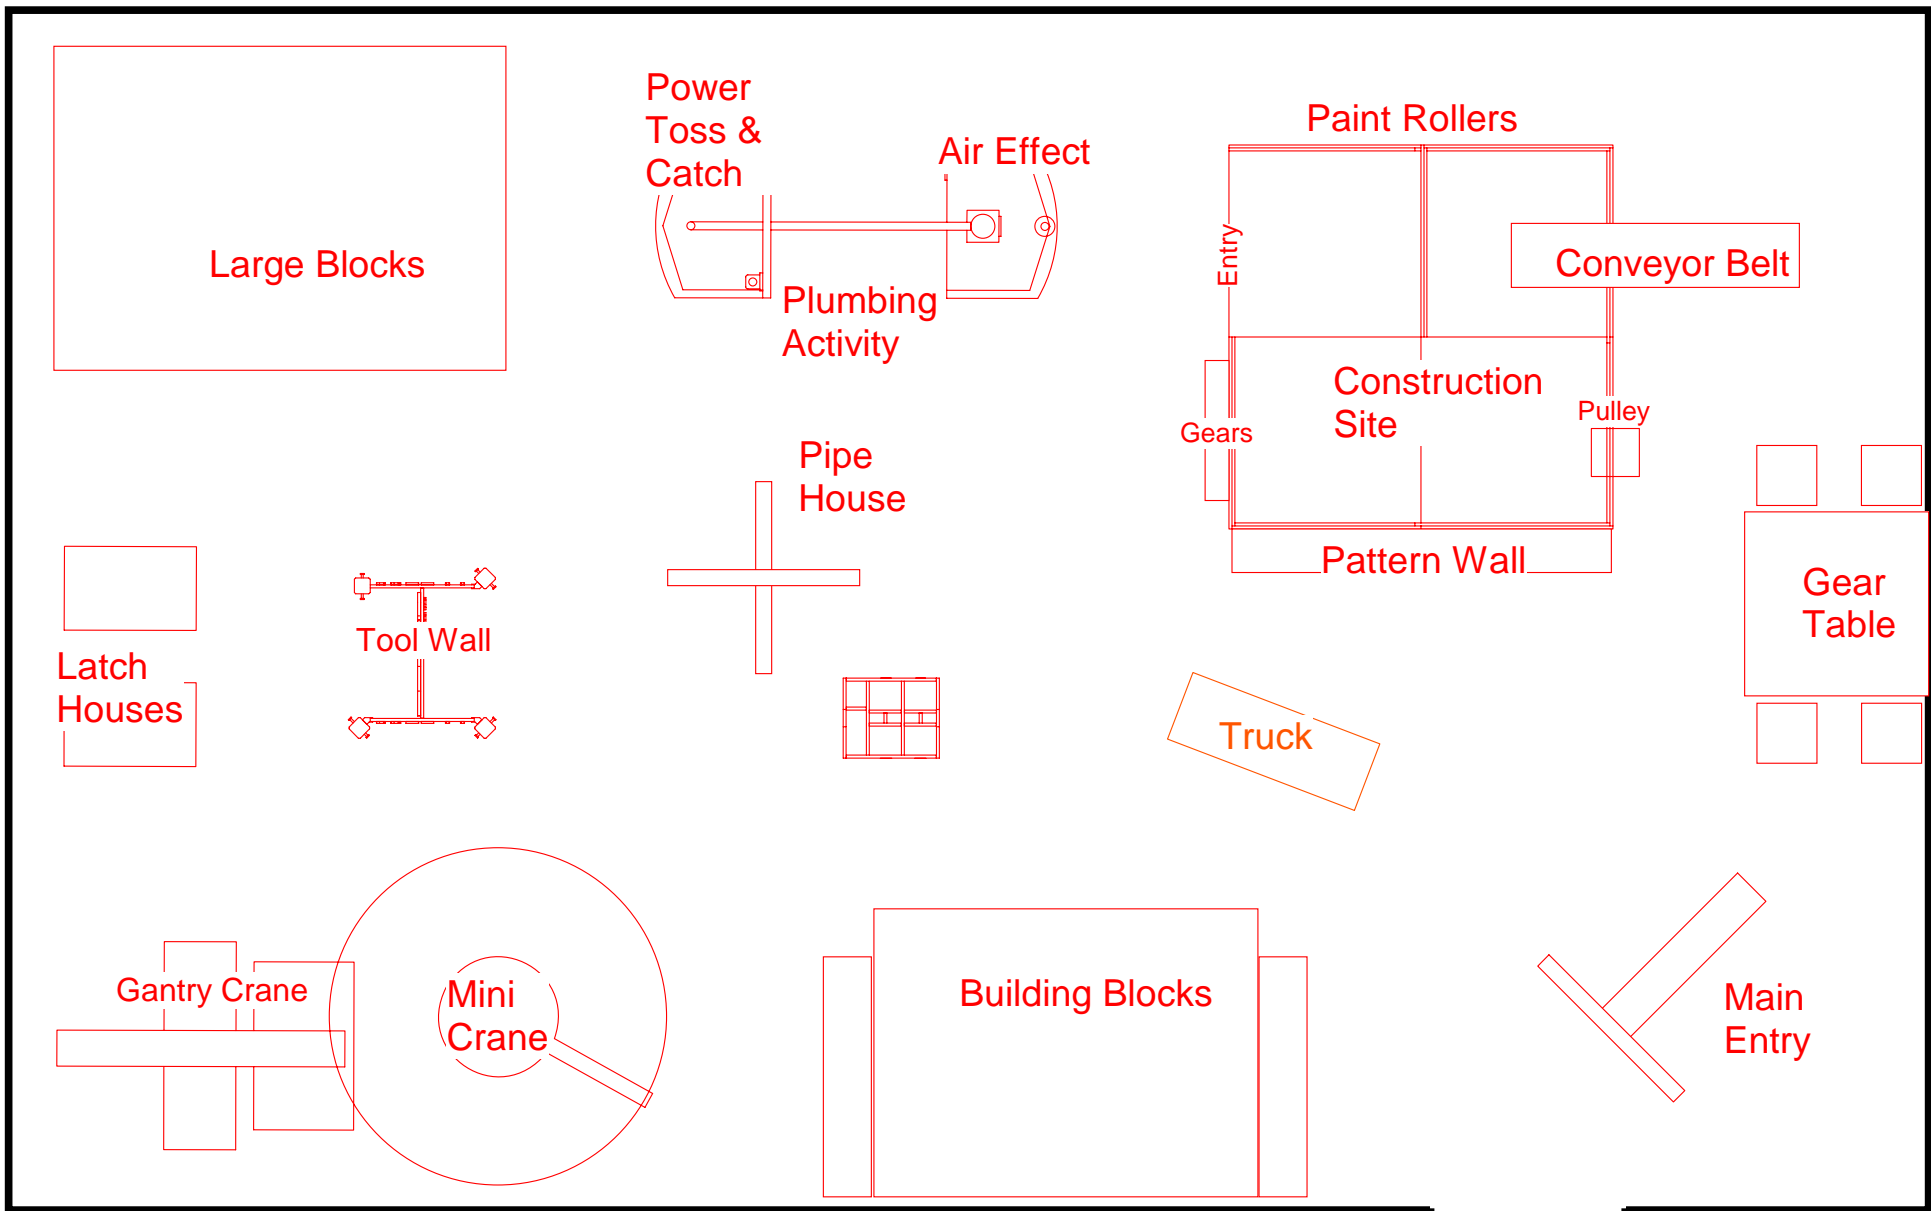 Power
Toss &
Catch
Air Effect
Paint Rollers
Large Blocks
Entry
Conveyor Belt
Plumbing
Activity
Construction
Site
Pulley
Gears
Pipe
House
Pattern Wall
Gear
Table
Tool Wall
Latch
Houses
Truck
Gantry Crane
Mini
Crane
Building Blocks
Main
Entry